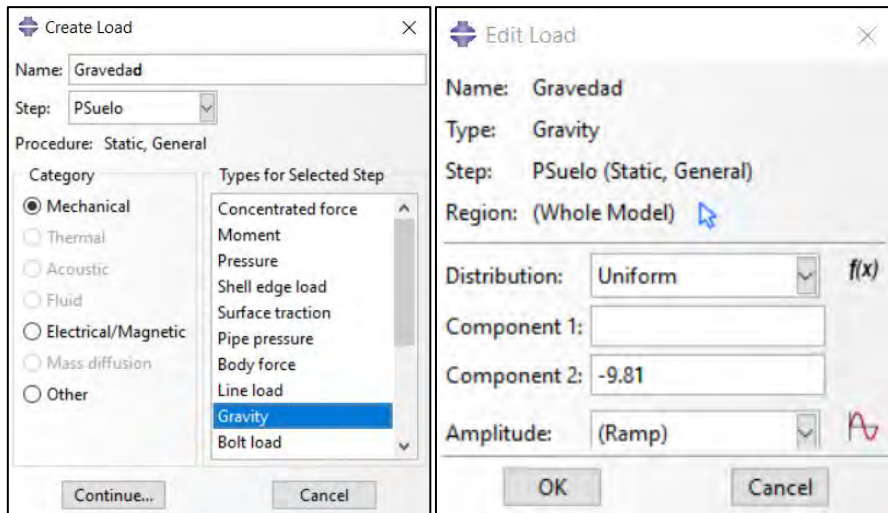 Create Load
Name: Gravedad
Step: PSuelo
Procedure: Static, General
Category
Mechanical
Thermal
Acoustic
Fluid
Electrical/Magnetic
Mass diffusion
Other
Types for Selected Step
Concentrated force
Moment
Pressure
Shell edge load
Surface traction
Pipe pressure
Body force
Line load
Gravity
Bolt load
Continue...
Cancel
Edit Load
Name: Gravedad
Type: Gravity
Step: PSuelo (Static, General)
Region: (Whole Model)
Distribution: Uniform f(x)
Component 1:
Component 2: -9.81
Amplitude: (Ramp)
OK
Cancel